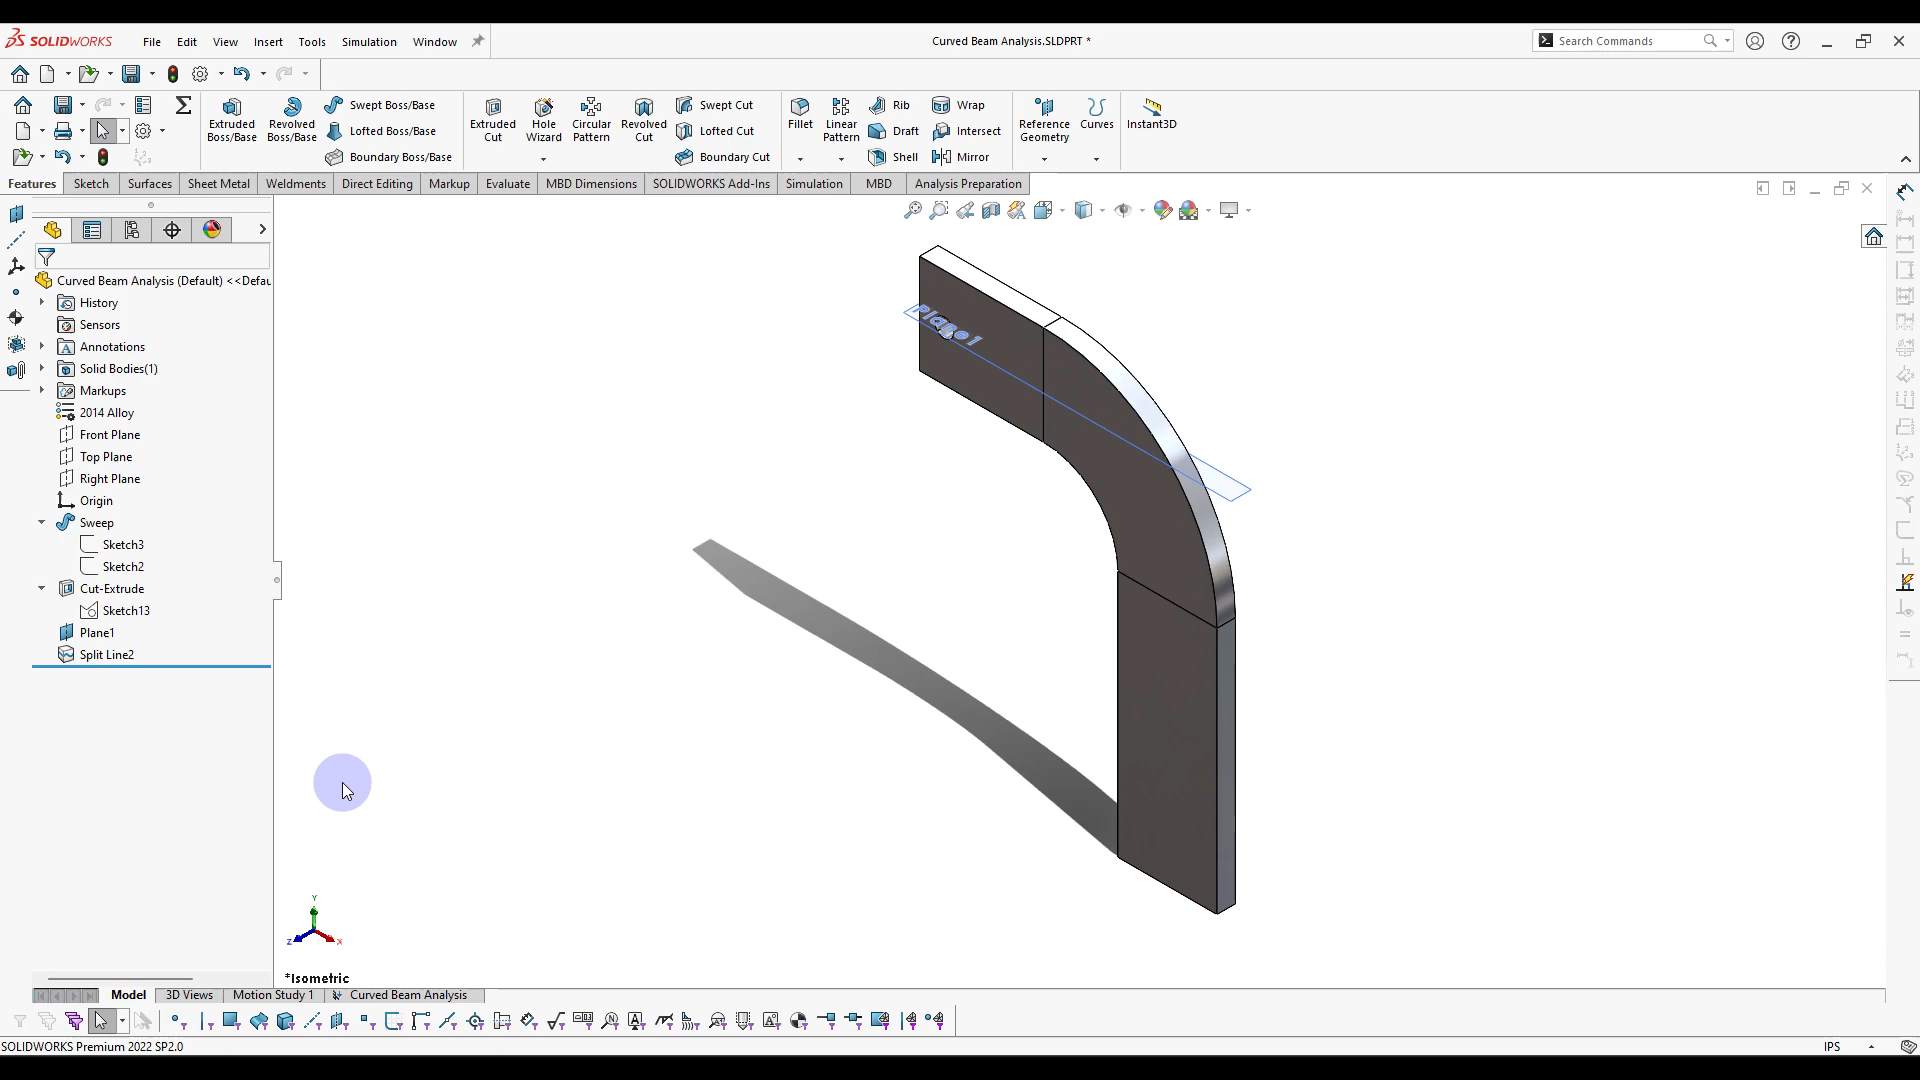 SOLIDWORKS
File Edit View Insert Tools Simulation Window
Curved Beam Analysis.SLDPRT *
Search Commands
Extruded Boss/Base
Revolved Boss/Base
Swept Boss/Base
Lofted Boss/Base
Boundary Boss/Base
Extruded Cut
Hole Wizard
Circular Pattern
Revolved Cut
Swept Cut
Lofted Cut
Boundary Cut
Fillet
Linear Pattern
Rib
Draft
Shell
Wrap
Intersect
Mirror
Reference Geometry
Curves
Instant3D
Features Sketch Surfaces Sheet Metal Weldments Direct Editing Markup Evaluate MBD Dimensions SOLIDWORKS Add-Ins Simulation MBD Analysis Preparation
Curved Beam Analysis (Default) <<Defau
History
Sensors
Annotations
Solid Bodies(1)
Markups
2014 Alloy
Front Plane
Top Plane
Right Plane
Origin
Sweep
Sketch3
Sketch2
Cut-Extrude
Sketch13
Plane1
Split Line2
Plane1
Y
Z
X
*Isometric
Model 3D Views Motion Study 1 Curved Beam Analysis
SOLIDWORKS Premium 2022 SP2.0
IPS